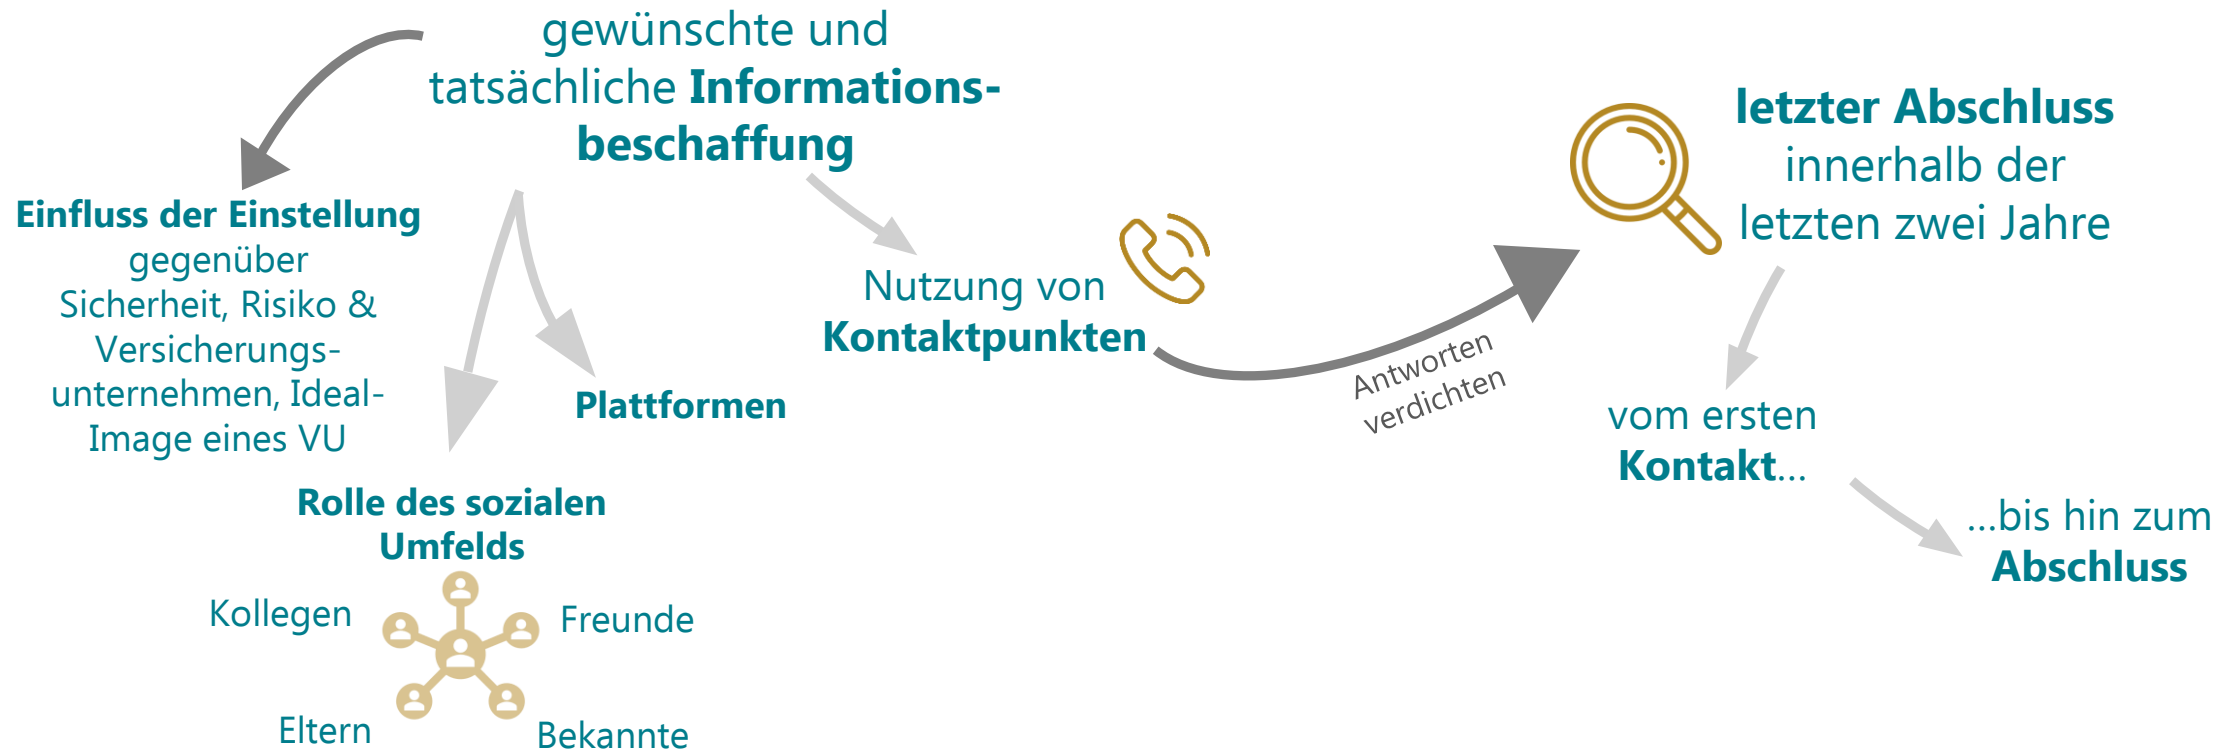 gewünschte und
tatsächliche Informations-
beschaffung
Einfluss der Einstellung
gegenüber
Sicherheit, Risiko &
Versicherungs-
unternehmen, Ideal-
Image eines VU
Rolle des sozialen
Umfelds
Kollegen
Freunde
Eltern
Bekannte
Plattformen
Nutzung von
Kontaktpunkten
Antworten
verdichten
letzter Abschluss
innerhalb der
letzten zwei Jahre
vom ersten
Kontakt...
...bis hin zum
Abschluss